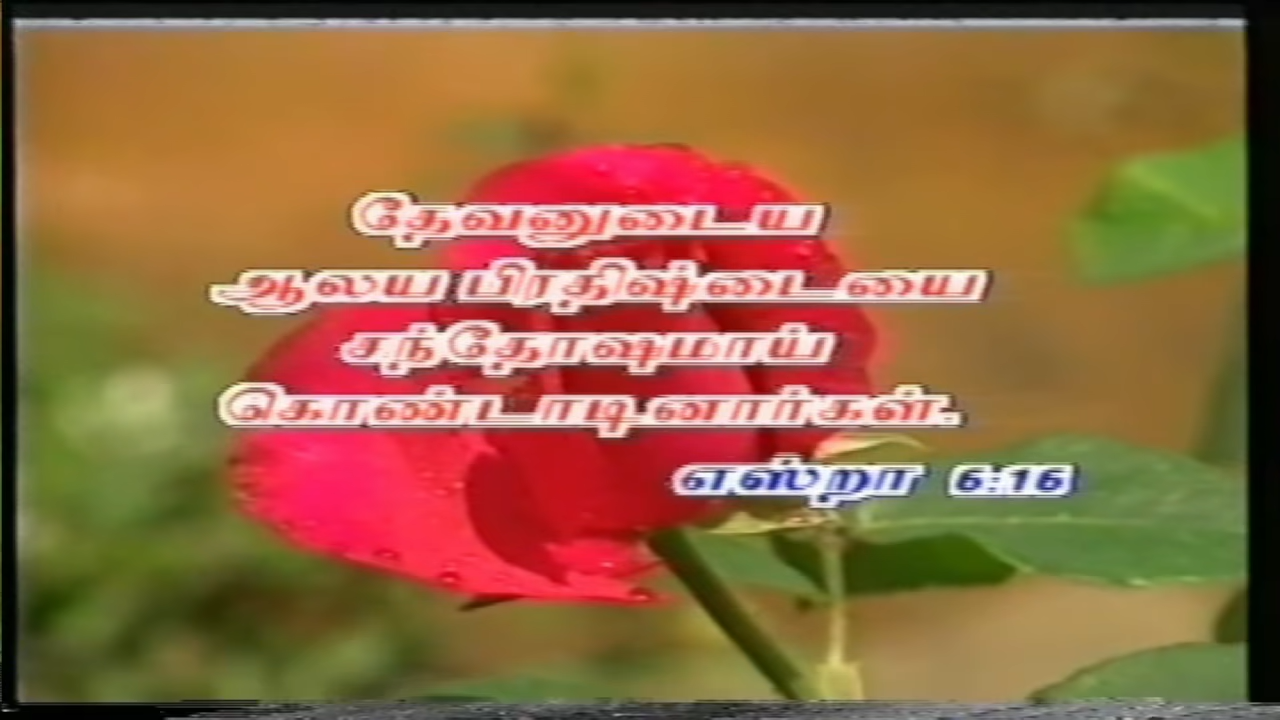 தேவனுடைய
ஆலய பிரதிஷ்டையை
சந்தோஷமாய்
கொண்டாடினார்கள்.
எஸ்றா 6:16